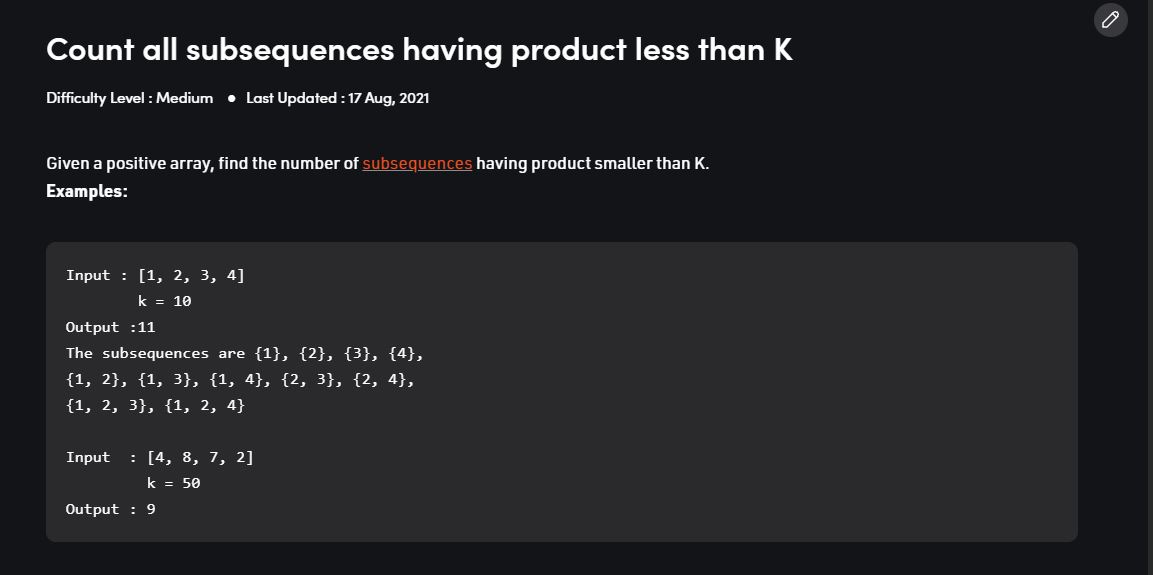 Count all subsequences having product less than K
Difficulty Level : Medium ● Last Updated : 17 Aug, 2021
Given a positive array, find the number of subsequences having product smaller than K.
Examples:
Input : [1, 2, 3, 4]
k = 10
Output :11
The subsequences are {1}, {2}, {3}, {4},
{1, 2}, {1, 3}, {1, 4}, {2, 3}, {2, 4},
{1, 2, 3}, {1, 2, 4}
Input  : [4, 8, 7, 2]
k = 50
Output : 9